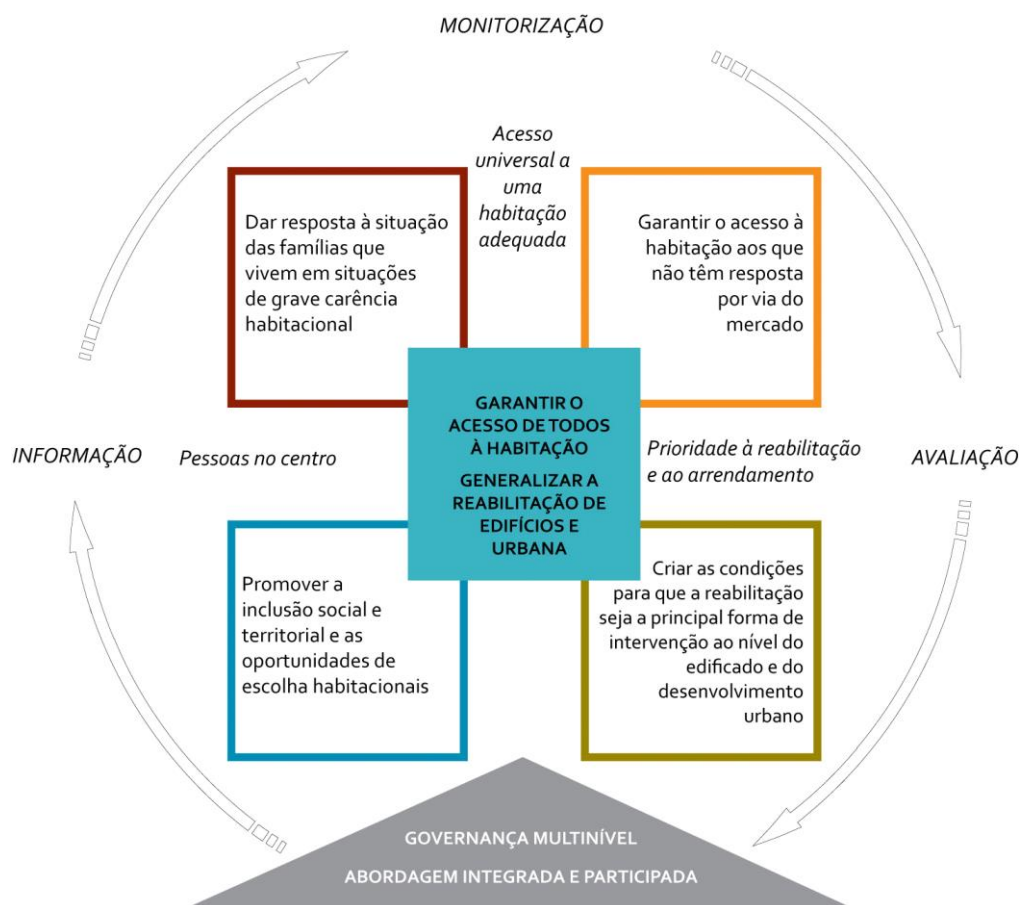 MONITORIZAÇÃO
Acesso
universal a
uma
habitação
adequada
Dar resposta à situação
das famílias que
vivem em situações
de grave carência
habitacional
Garantir o acesso à
habitação aos que
não têm resposta
por via do
mercado
GARANTIR O
ACESSO DE TODOS
À HABITAÇÃO
GENERALIZAR A
REABILITAÇÃO DE
EDIFÍCIOS E
URBANA
INFORMAÇÃO
Pessoas no centro
Prioridade à reabilitação
e ao arrendamento
AVALIAÇÃO
Promover a
inclusão social e
territorial e as
oportunidades de
escolha habitacionais
Criar as condições
para que a reabilitação
seja a principal forma de
intervenção ao nível do
edificado e do
desenvolvimento
urbano
GOVERNANÇA MULTINÍVEL
ABORDAGEM INTEGRADA E PARTICIPADA